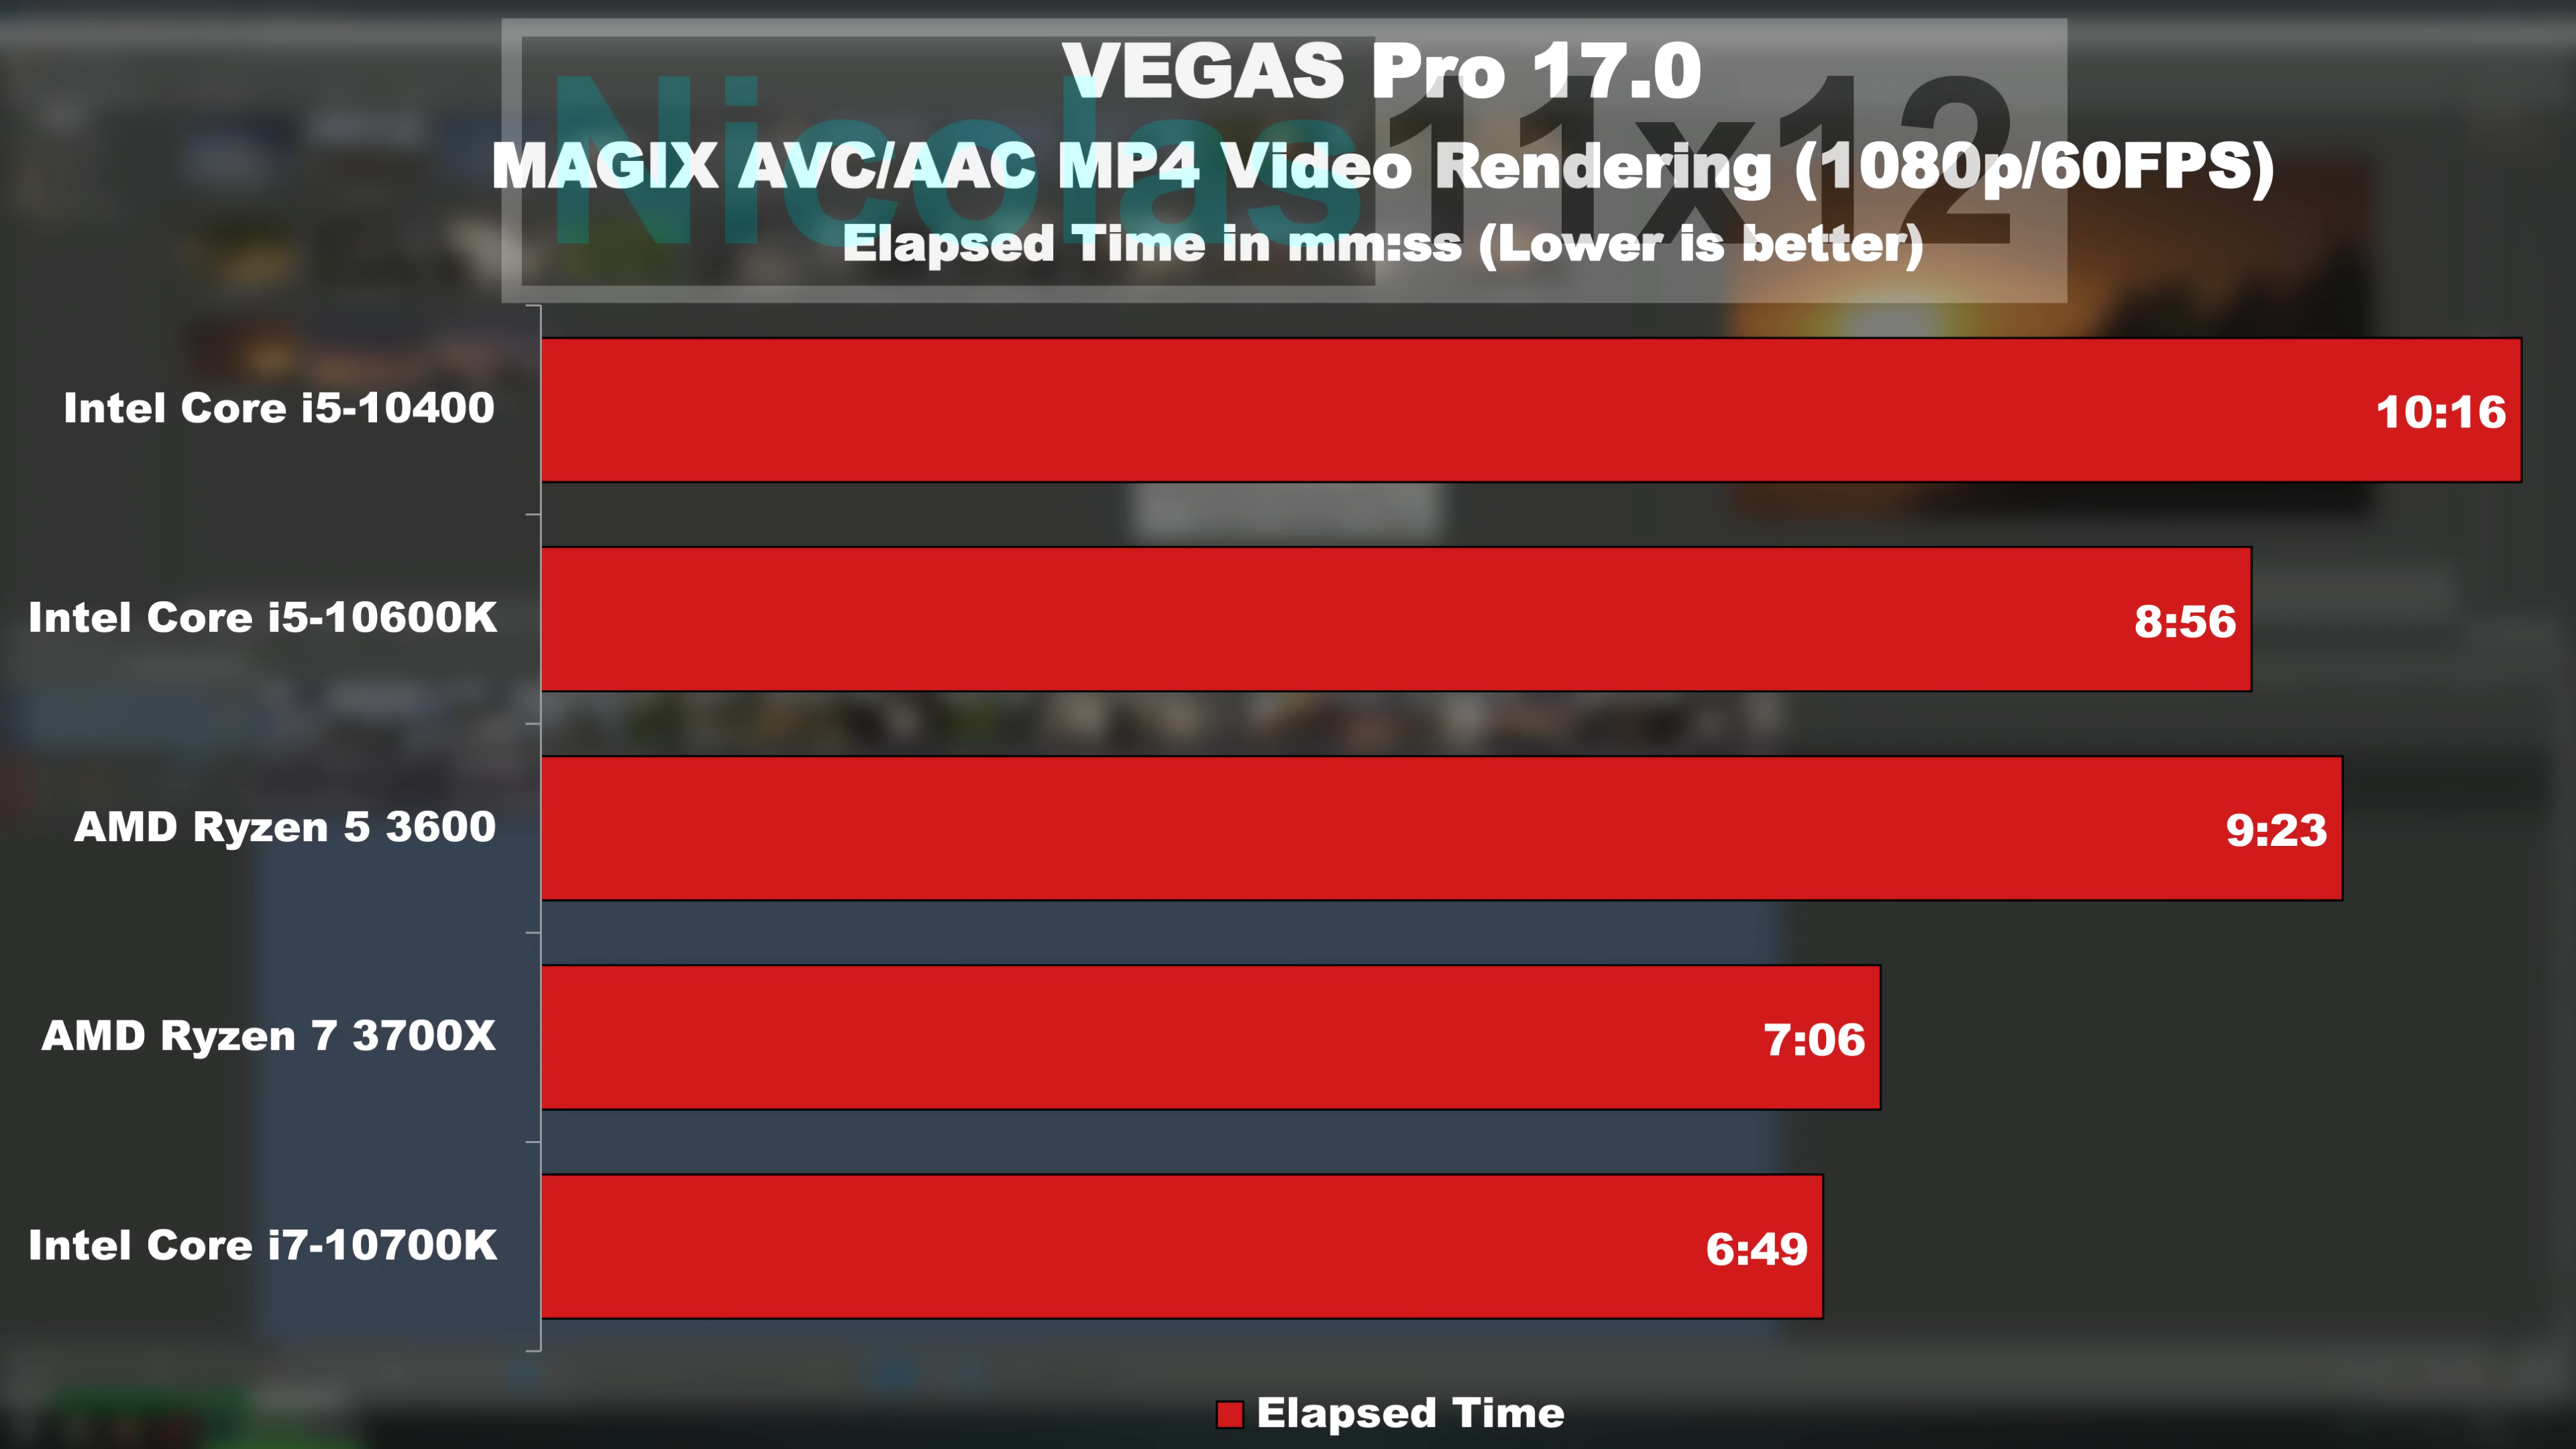 VEGAS Pro 17.0
Nicolas11x12
MAGIX AVC/AAC MP4 Video Rendering (1080p/60FPS)
Elapsed Time in mm:ss (Lower is better)
Intel Core i5-10400
10:16
Intel Core i5-10600K
8:56
AMD Ryzen 5 3600
9:23
AMD Ryzen 7 3700X
7:06
Intel Core i7-10700K
6:49
Elapsed Time